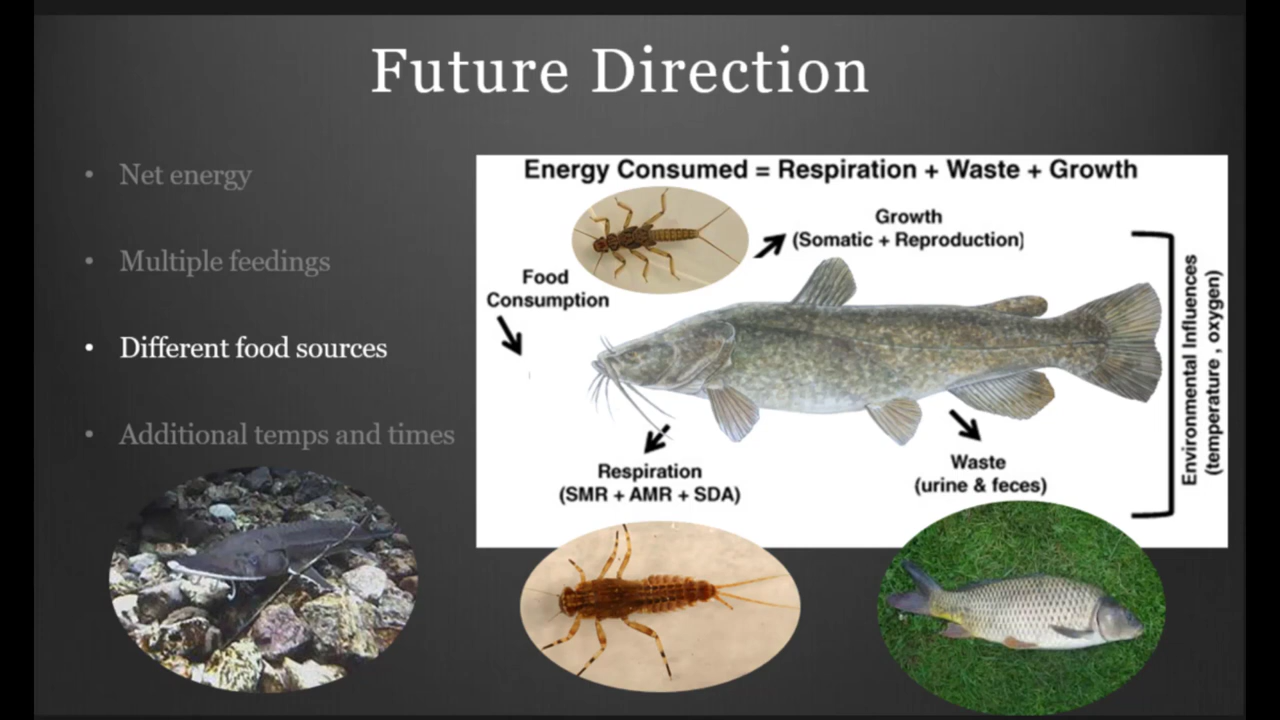 Future Direction
• Net energy
• Multiple feedings
• Different food sources
• Additional temps and times
Energy Consumed = Respiration + Waste + Growth
Growth
(Somatic + Reproduction)
Food
Consumption
Respiration
(SMR + AMR + SDA)
Waste
(urine & feces)
Environmental Influences
(temperature , oxygen)